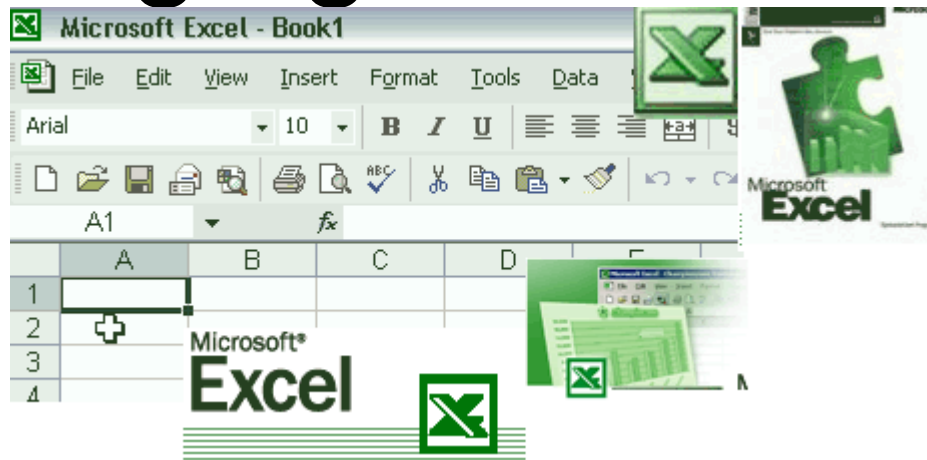 Microsoft Excel - Book1
File Edit View Insert Format Tools Data
Arial 10 B I U
ABC
A1 fx
A B C D
1
2
3
4
Microsoft
Excel
Microsoft®
Excel